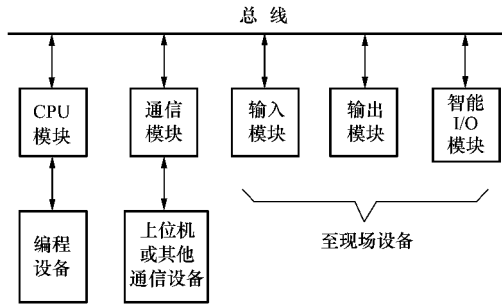 总线
CPU
模块
通信
模块
输入
模块
输出
模块
智能
I/O
模块
编程
设备
上位机
或其他
通信设备
至现场设备